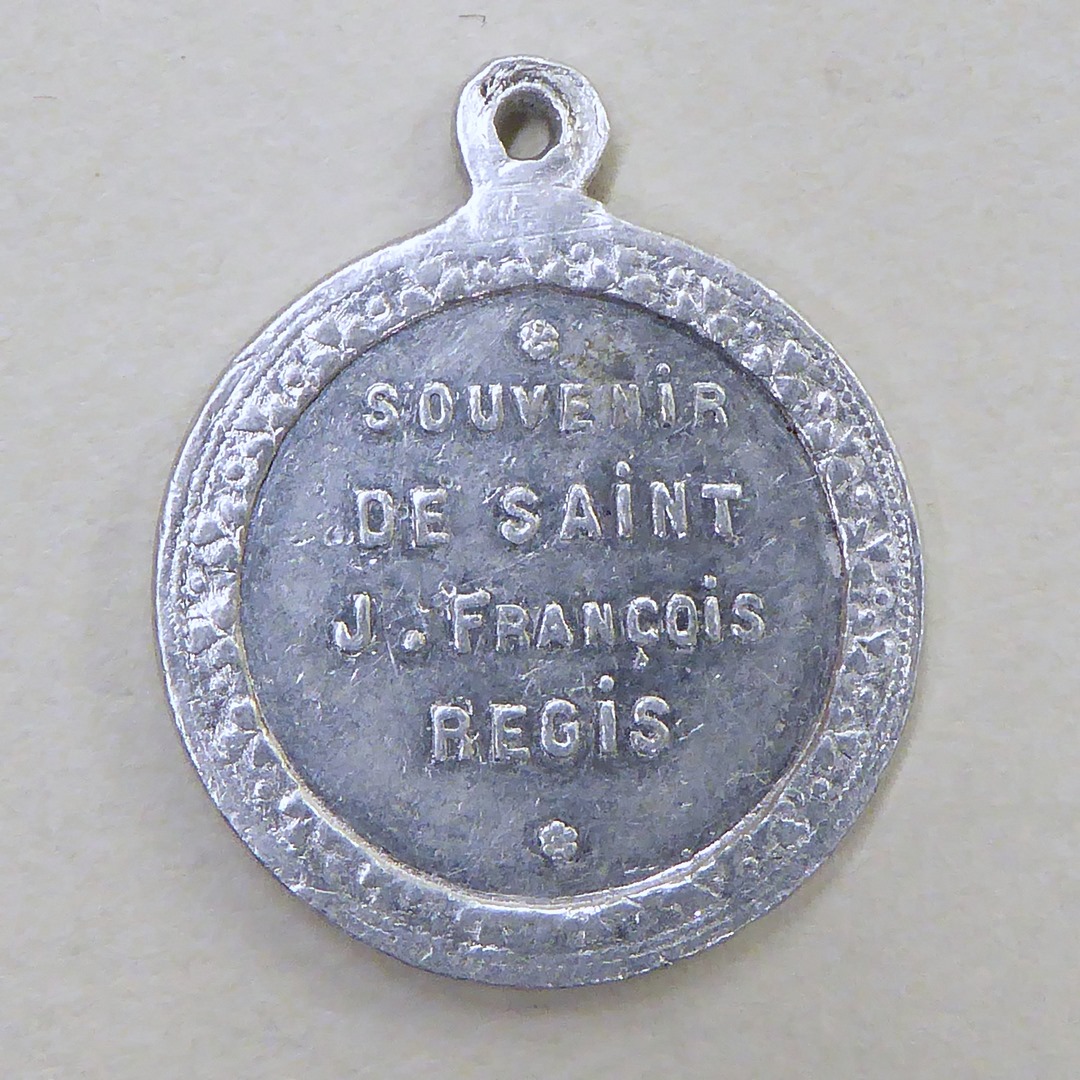 SOUVENIR
DE SAINT
J. FRANÇOIS
REGIS